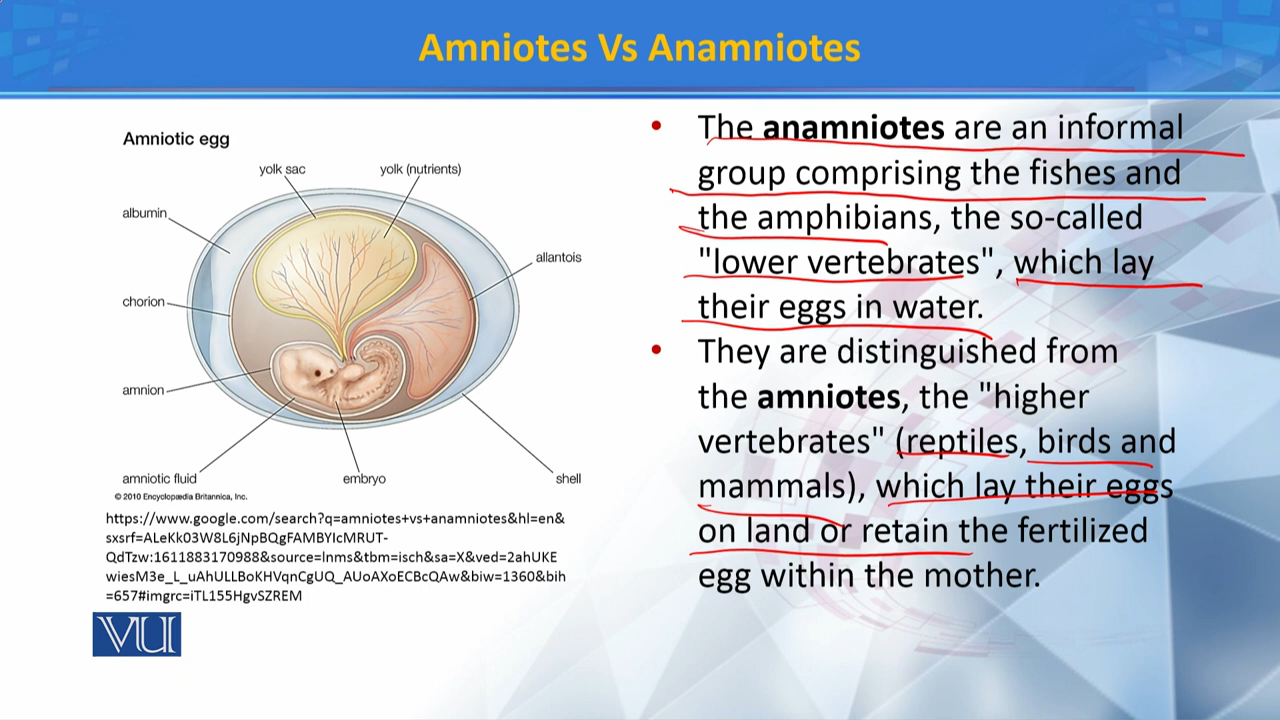 Amniotes Vs Anamniotes
Amniotic egg
yolk sac
yolk (nutrients)
albumin
allantois
chorion
amnion
amniotic fluid
embryo
shell
© 2010 Encyclopædia Britannica, Inc.
https://www.google.com/search?q=amniotes+vs+anamniotes&hl=en&
sxsrf=ALeKk03W8L6jNpBQgFAMBYIcMRUT-
QdTzw:1611883170988&source=lnms&tbm=isch&sa=X&ved=2ahUKE
wiesM3e_L_uAhULLBoKHVqnCgUQ_AUoAXoECBcQAw&biw=1360&bih
=657#imgrc=iTL155HgvSZREM
VU
• The anamniotes are an informal
group comprising the fishes and
the amphibians, the so-called
"lower vertebrates", which lay
their eggs in water.
• They are distinguished from
the amniotes, the "higher
vertebrates" (reptiles, birds and
mammals), which lay their eggs
on land or retain the fertilized
egg within the mother.